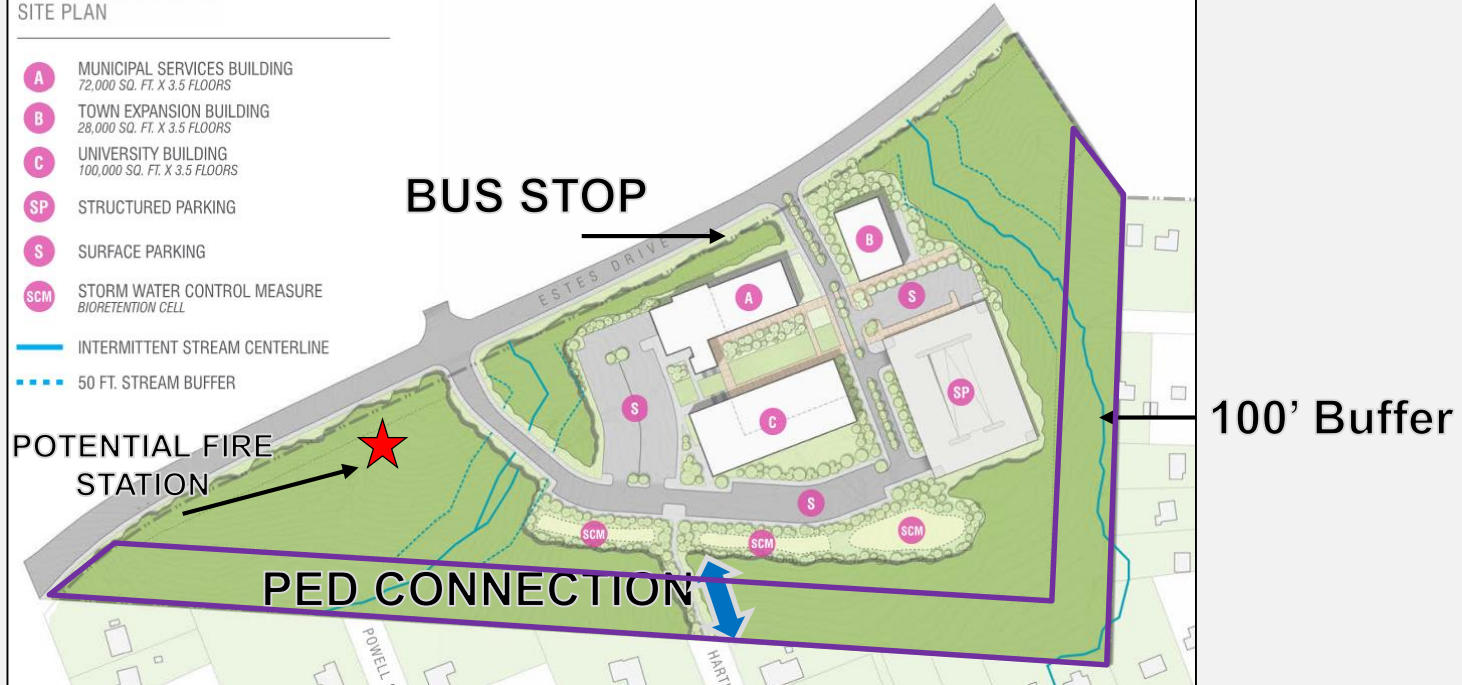 SITE PLAN
A
MUNICIPAL SERVICES BUILDING
72,000 SQ. FT. X 3.5 FLOORS
B
TOWN EXPANSION BUILDING
28,000 SQ. FT. X 3.5 FLOORS
C
UNIVERSITY BUILDING
100,000 SQ. FT. X 3.5 FLOORS
SP
STRUCTURED PARKING
S
SURFACE PARKING
SCM
STORM WATER CONTROL MEASURE
BIORETENTION CELL
INTERMITTENT STREAM CENTERLINE
50 FT. STREAM BUFFER
BUS STOP
ESTES DRIVE
B
A
S
S
SP
C
S
SCM
SCM
SCM
POTENTIAL FIRE
STATION
100’ Buffer
PED CONNECTION
POWELL
HART